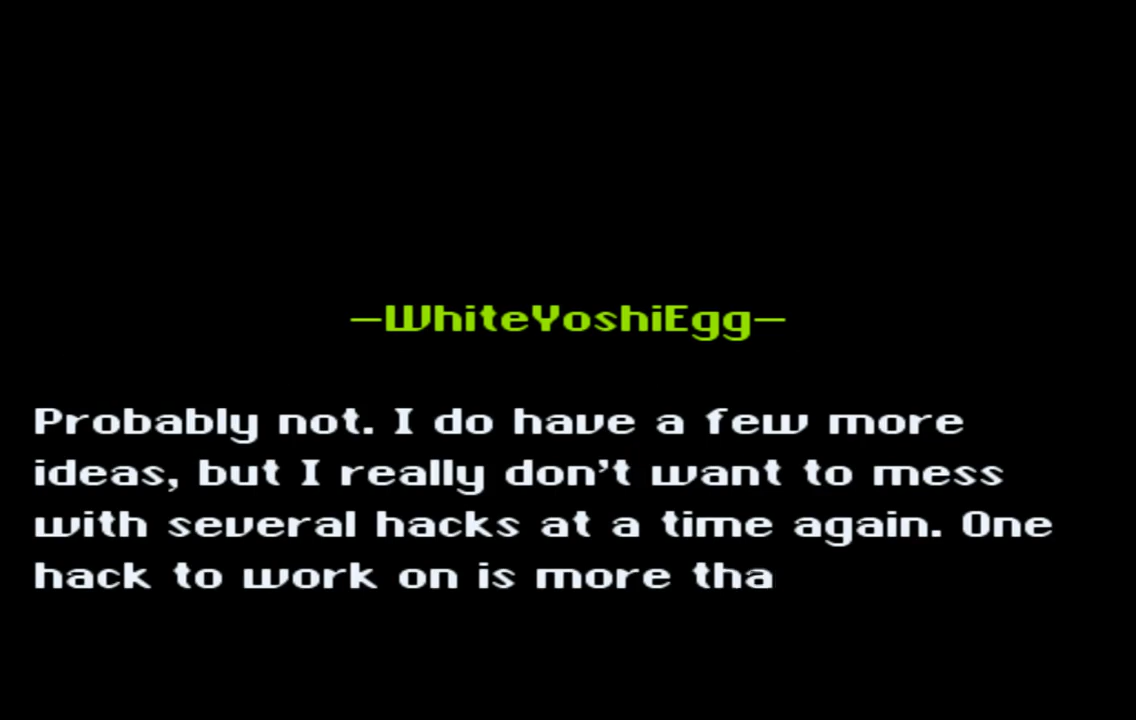 —WhiteYoshiEgg—
Probably not. I do have a few more
ideas, but I really don't want to mess
with several hacks at a time again. One
hack to work on is more tha